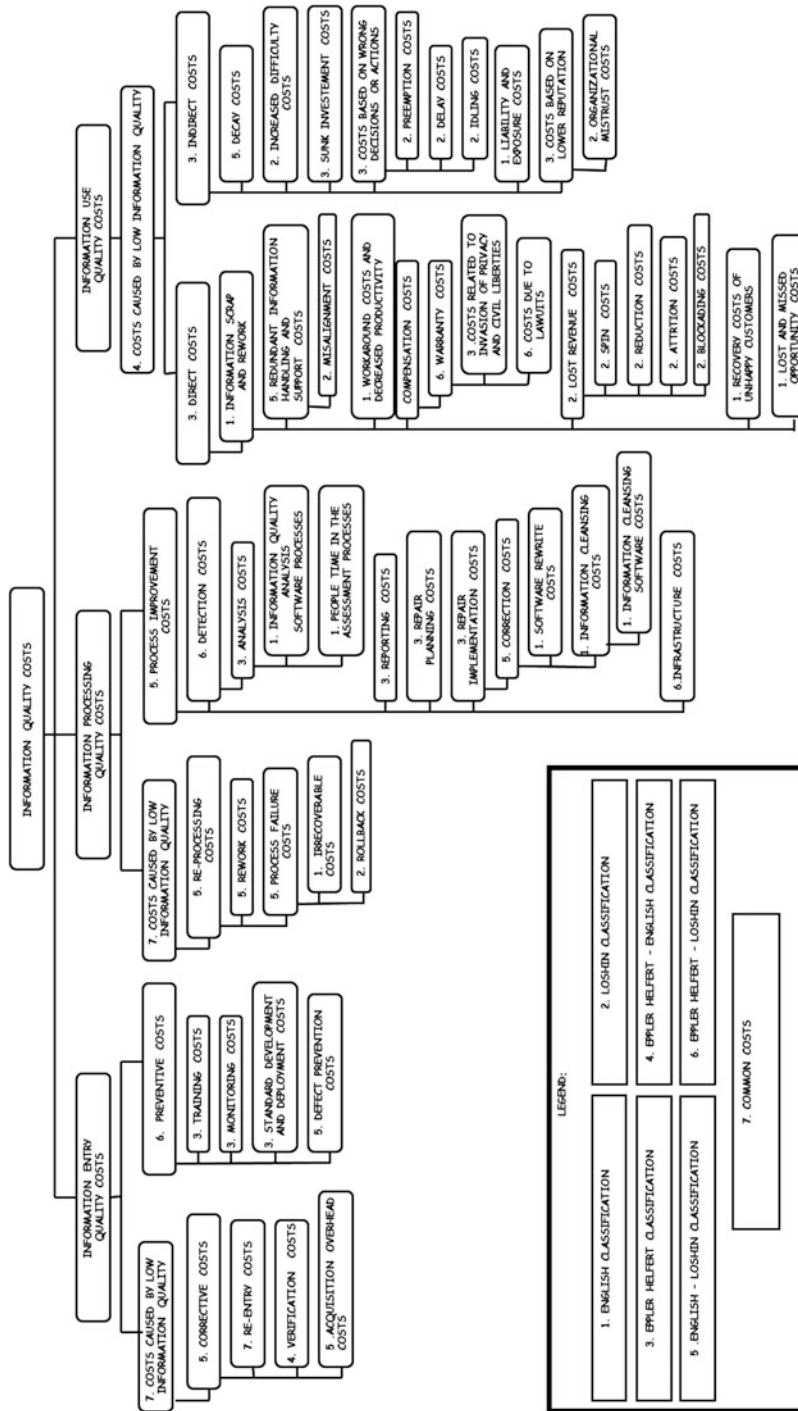 INFORMATION QUALITY COSTS
INFORMATION ENTRY
QUALITY COSTS
7. COSTS CAUSED BY LOW
INFORMATION QUALITY
5. CORRECTIVE COSTS
7. RE-ENTRY COSTS
4. VERIFICATION COSTS
5 .ACQUISITION OVERHEAD
COSTS
6. PREVENTIVE COSTS
3. TRAINING COSTS
3. MONITORING COSTS
3. STANDARD DEVELOPMENT
AND DEPLOYMENT COSTS
5. DEFECT PREVENTION
COSTS
INFORMATION PROCESSING
QUALITY COSTS
7. COSTS CAUSED BY LOW
INFORMATION QUALITY
5. RE-PROCESSING
COSTS
5. REWORK COSTS
5. PROCESS FAILURE
COSTS
1. IRRECOVERABLE
COSTS
2. ROLLBACK COSTS
5. PROCESS IMPROVEMENT
COSTS
6. DETECTION COSTS
3. ANALYSIS COSTS
1. INFORMATION QUALITY
ANALYSIS
SOFTWARE PROCESSES
1. PEOPLE TIME IN THE
ASSESSMENT PROCESSES
3. REPORTING COSTS
3. REPAIR
PLANNING COSTS
3. REPAIR
IMPLEMENTATION COSTS
5. CORRECTION COSTS
1. SOFTWARE REWRITE
COSTS
1. INFORMATION CLEANSING
COSTS
1. INFORMATION CLEANSING
SOFTWARE COSTS
6.INFRASTRUCTURE COSTS
INFORMATION USE
QUALITY COSTS
4. COSTS CAUSED BY LOW INFORMATION QUALITY
3. DIRECT COSTS
1. INFORMATION SCRAP
AND REWORK
5. REDUNDANT INFORMATION
HANDLING AND
SUPPORT COSTS
2. MISALIGNMENT COSTS
1. WORKAROUND COSTS AND
DECREASED PRODUCTIVITY
COMPENSATION COSTS
6. WARRANTY COSTS
3 .COSTS RELATED TO
INVASION OF PRIVACY
AND CIVIL LIBERTIES
6. COSTS DUE TO
LAWUITS
2. LOST REVENUE COSTS
2. SPIN COSTS
2. REDUCTION COSTS
2. ATTRITION COSTS
2. BLOCKADING COSTS
1. RECOVERY COSTS OF
UNHAPPY CUSTOMERS
1. LOST AND MISSED
OPPORTUNITY COSTS
3. INDIRECT COSTS
5. DECAY COSTS
2. INCREASED DIFFICULTY
COSTS
3. SUNK INVESTEMENT COSTS
3. COSTS BASED ON WRONG
DECISIONS OR ACTIONS
2. PREEMPTION COSTS
2. DELAY COSTS
2. IDLING COSTS
1. LIABILITY AND
EXPOSURE COSTS
3. COSTS BASED ON
LOWER REPUTATION
2. ORGANIZATIONAL
MISTRUST COSTS
LEGEND:
1. ENGLISH CLASSIFICATION
2. LOSHIN CLASSIFICATION
3. EPPLER HELFERT CLASSIFICATION
4. EPPLER HELFERT - ENGLISH CLASSIFICATION
5 .ENGLISH - LOSHIN CLASSIFICATION
6. EPPLER HELFERT - LOSHIN CLASSIFICATION
7. COMMON COSTS